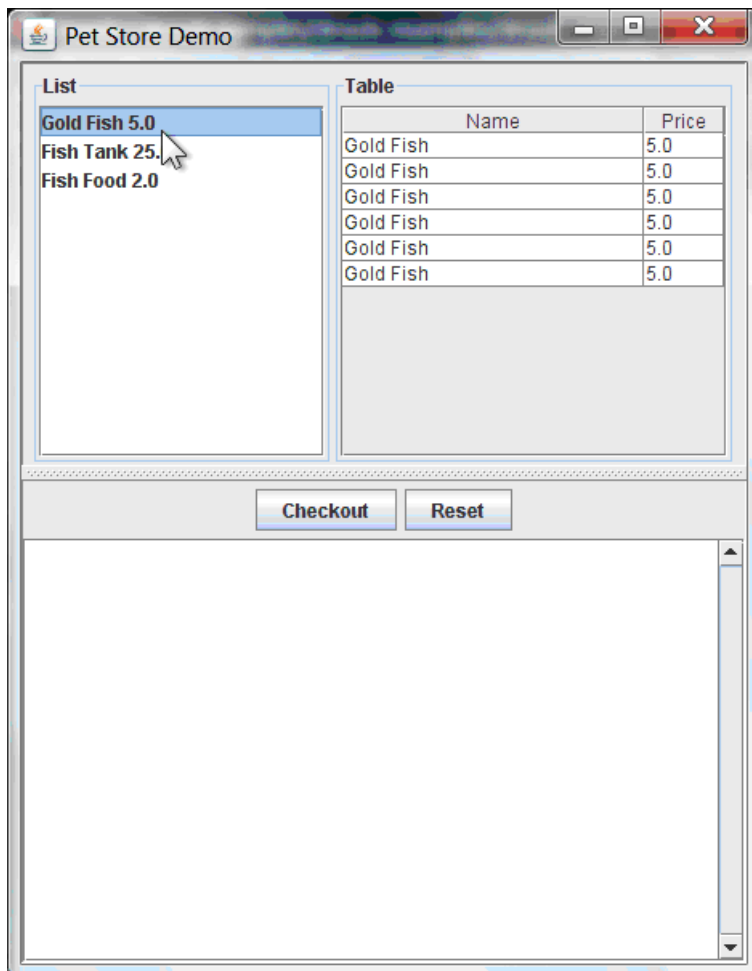 Pet Store Demo
List
Gold Fish 5.0
Fish Tank 25.
Fish Food 2.0
Table
Name Price
Gold Fish 5.0
Gold Fish 5.0
Gold Fish 5.0
Gold Fish 5.0
Gold Fish 5.0
Gold Fish 5.0
Checkout Reset